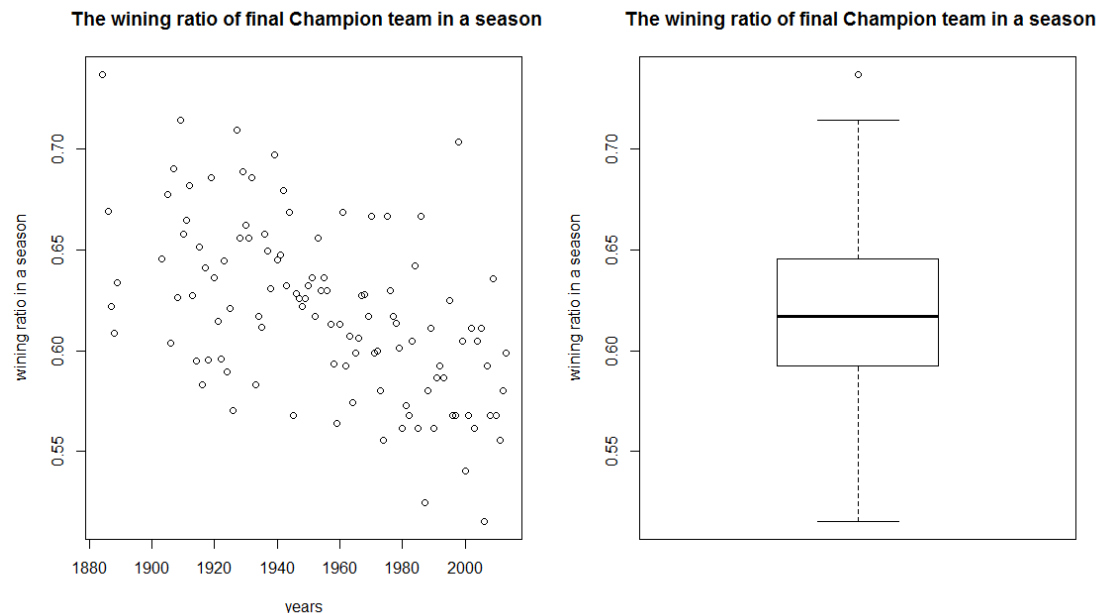 The wining ratio of final Champion team in a season
wining ratio in a season
0.70
0.65
0.60
0.55
1880 1900 1920 1940 1960 1980 2000
years
The wining ratio of final Champion team in a season
wining ratio in a season
0.70
0.65
0.60
0.55